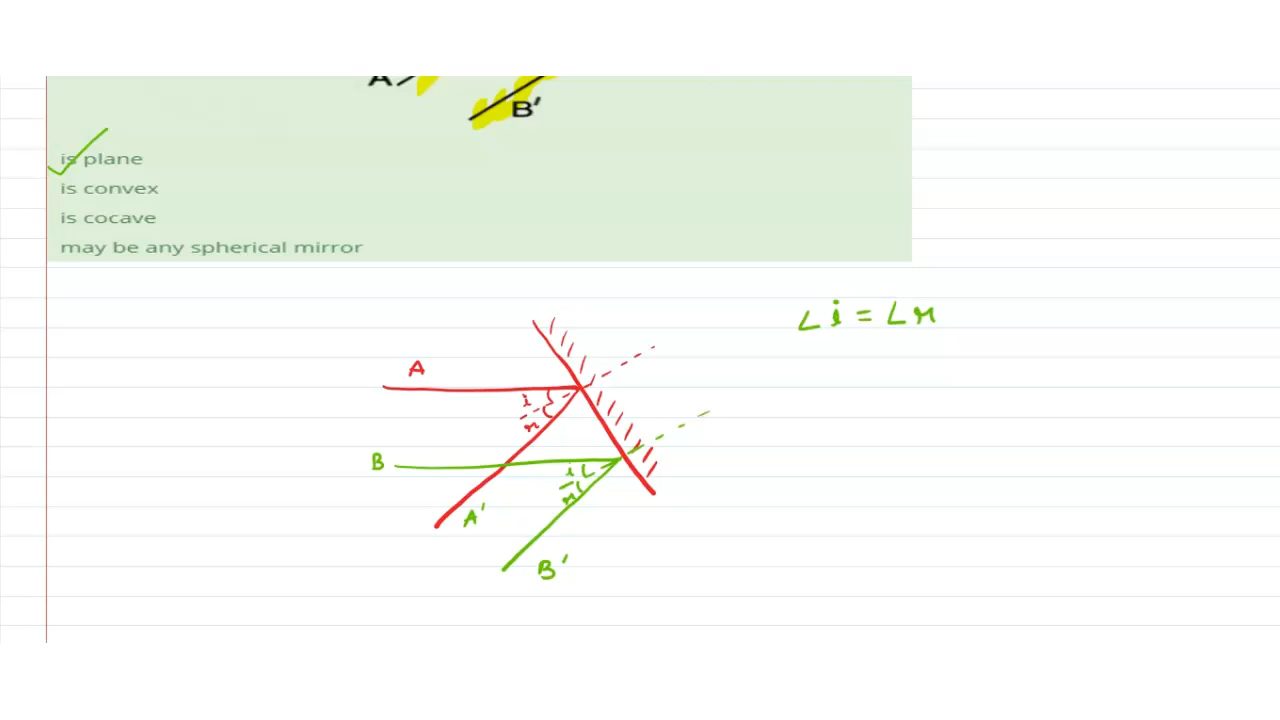 A
B′
is plane
is convex
is cocave
may be any spherical mirror
∠i = ∠r
A
i
r
B
i
r
A'
B'